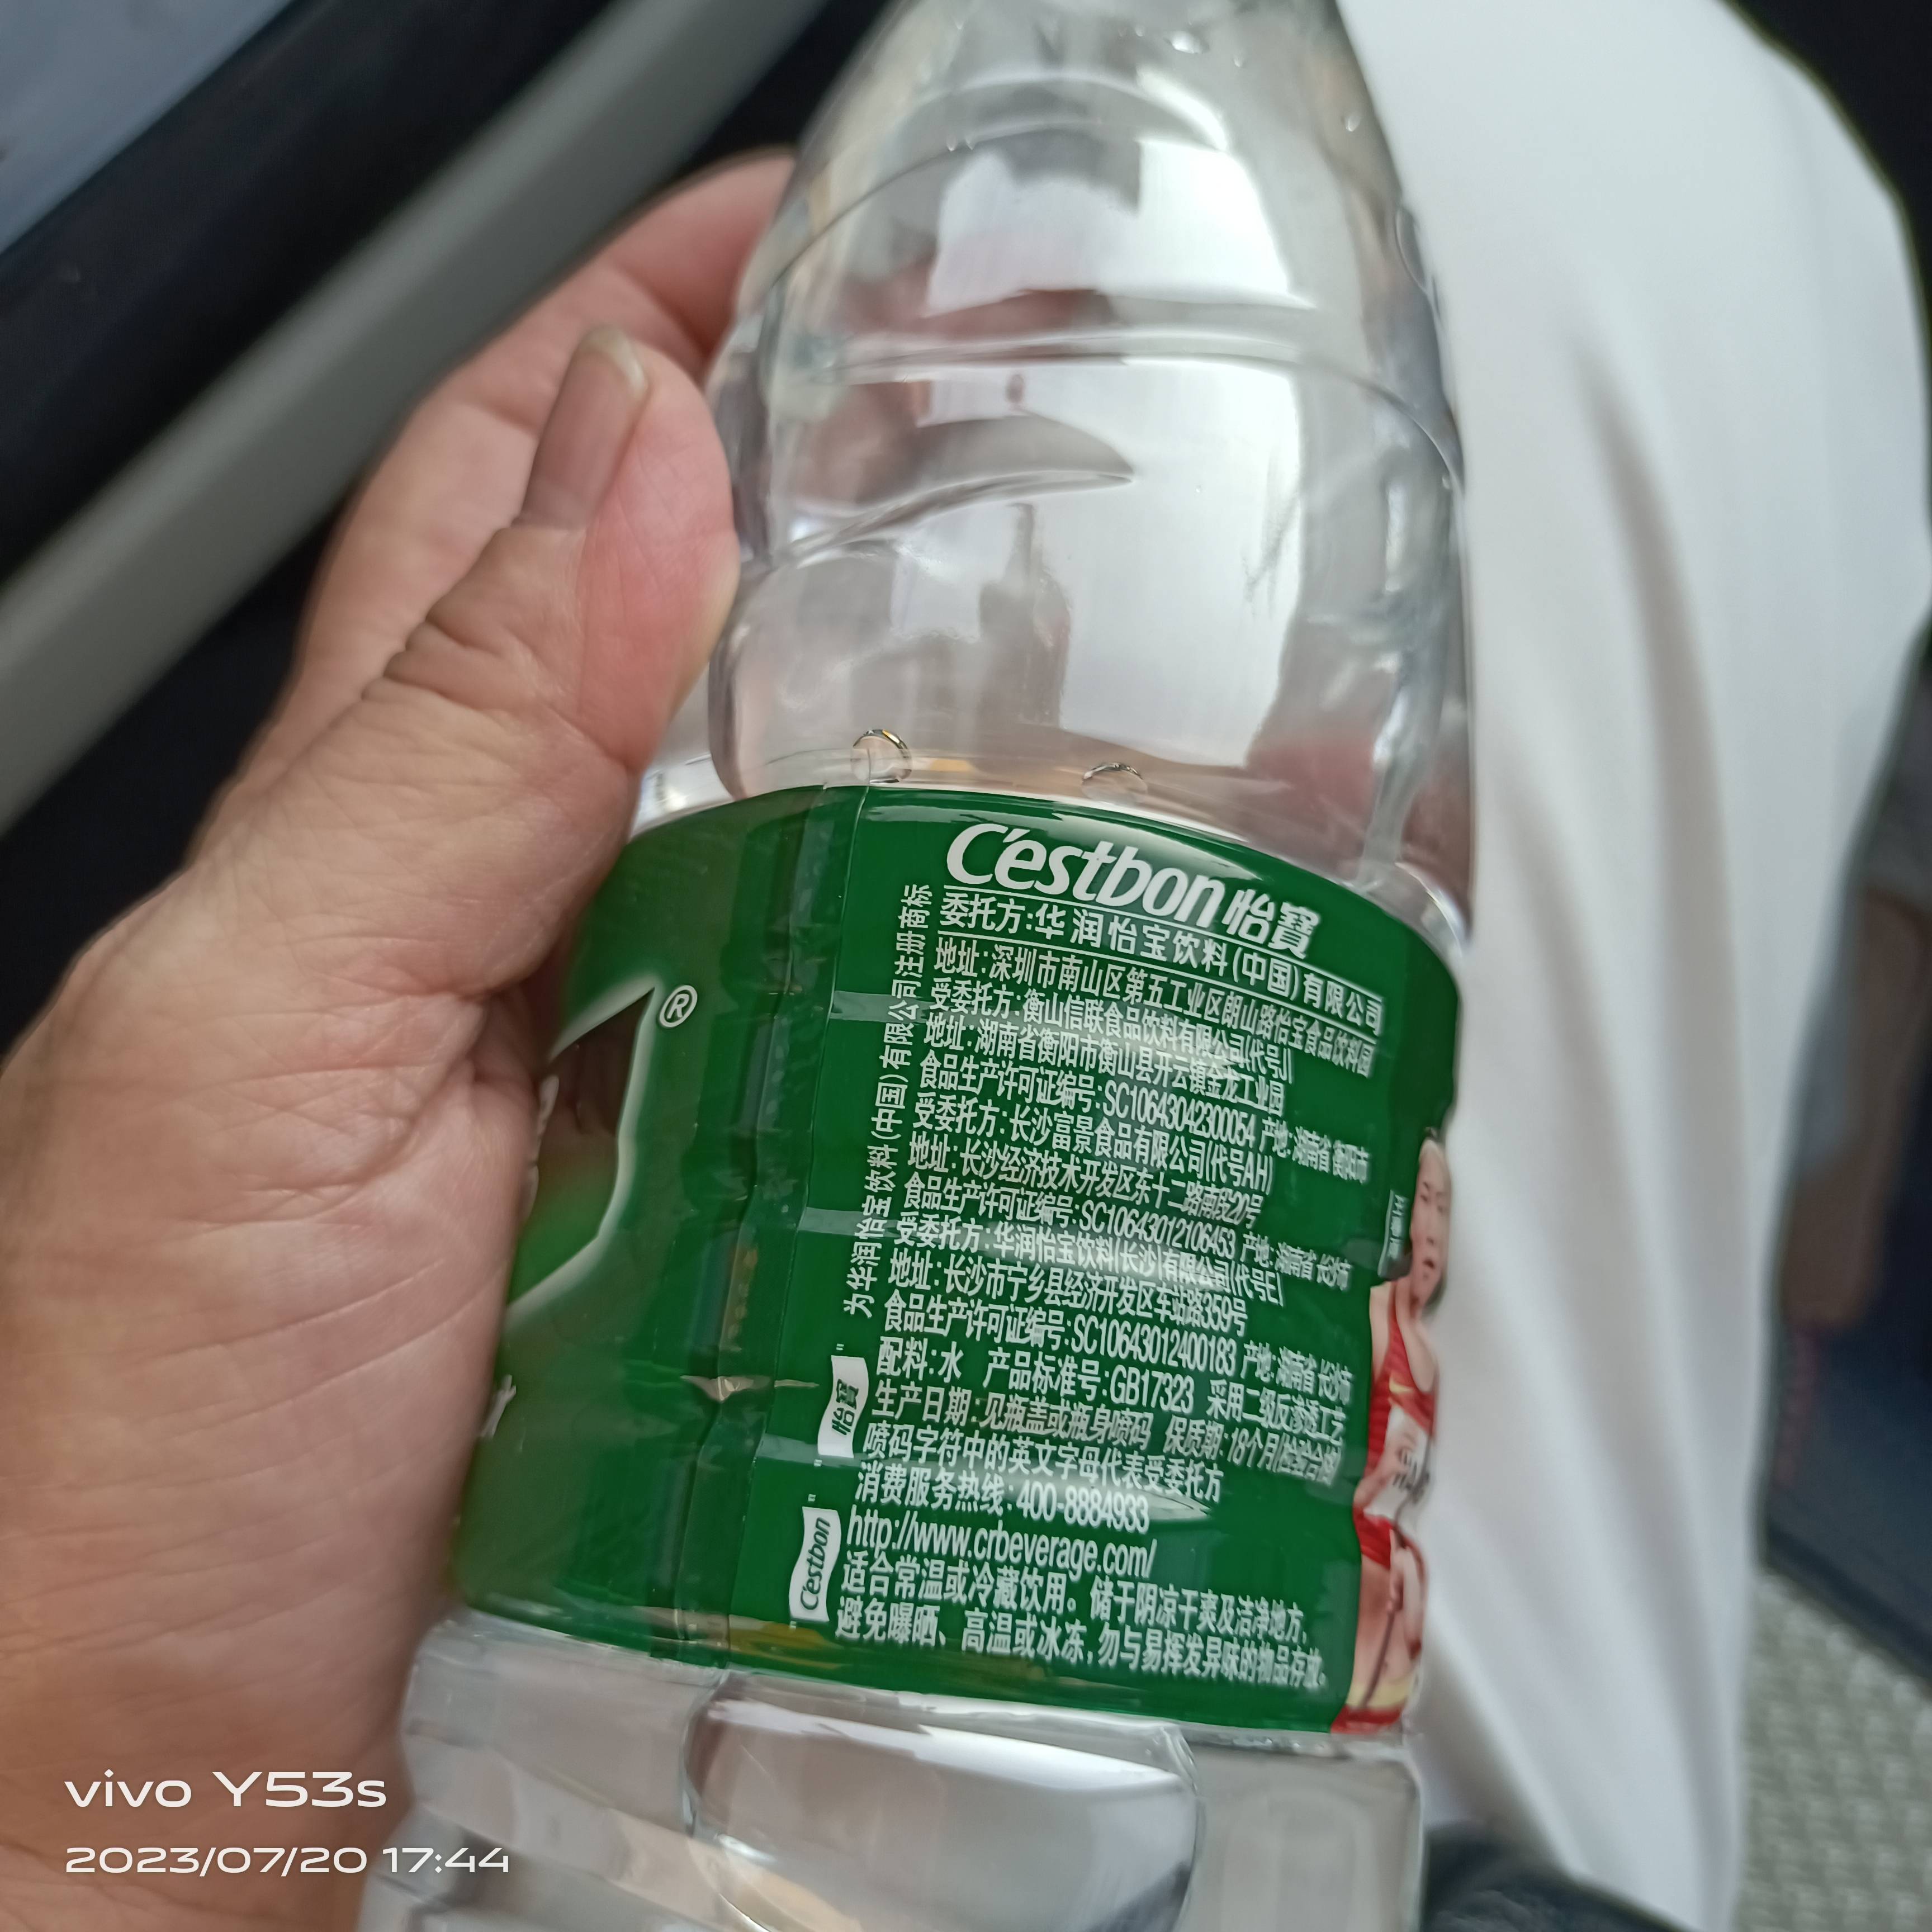 C'estbon 怡寶
委托方:华润怡宝饮料(中国)有限公司
地址:深圳市南山区第五工业区朗山路怡宝食品饮料园
受委托方:衡山信联食品饮料有限公司(代号J)
地址:湖南省衡阳市衡山县开云镇金龙工业园
食品生产许可证编号:SC10643042300054 产地:湖南省 衡阳市
受委托方:长沙富景食品有限公司(代号AH)
地址:长沙经济技术开发区东十二路南段20号
食品生产许可证编号:SC10643012106453 产地:湖南省 长沙市
受委托方:华润怡宝饮料(长沙)有限公司(代号E)
地址:长沙市宁乡县经济开发区车站路359号
食品生产许可证编号:SC10643012400183 产地:湖南省 长沙市
配料:水 产品标准号:GB17323 采用二级反渗透工艺
生产日期:见瓶盖或瓶身喷码 保质期:18个月(检验合格)
喷码字符中的英文字母代表受委托方
消费服务热线:400-8884933
http://www.crbeverage.com/
适合常温或冷藏饮用。储于阴凉干爽及洁净地方,
避免曝晒、高温或冰冻,勿与易挥发异味的物品存放。
"C'estbon" "怡寶" 为华润怡宝饮料(中国)有限公司注册商标
®
vivo Y53s
2023/07/20 17:44